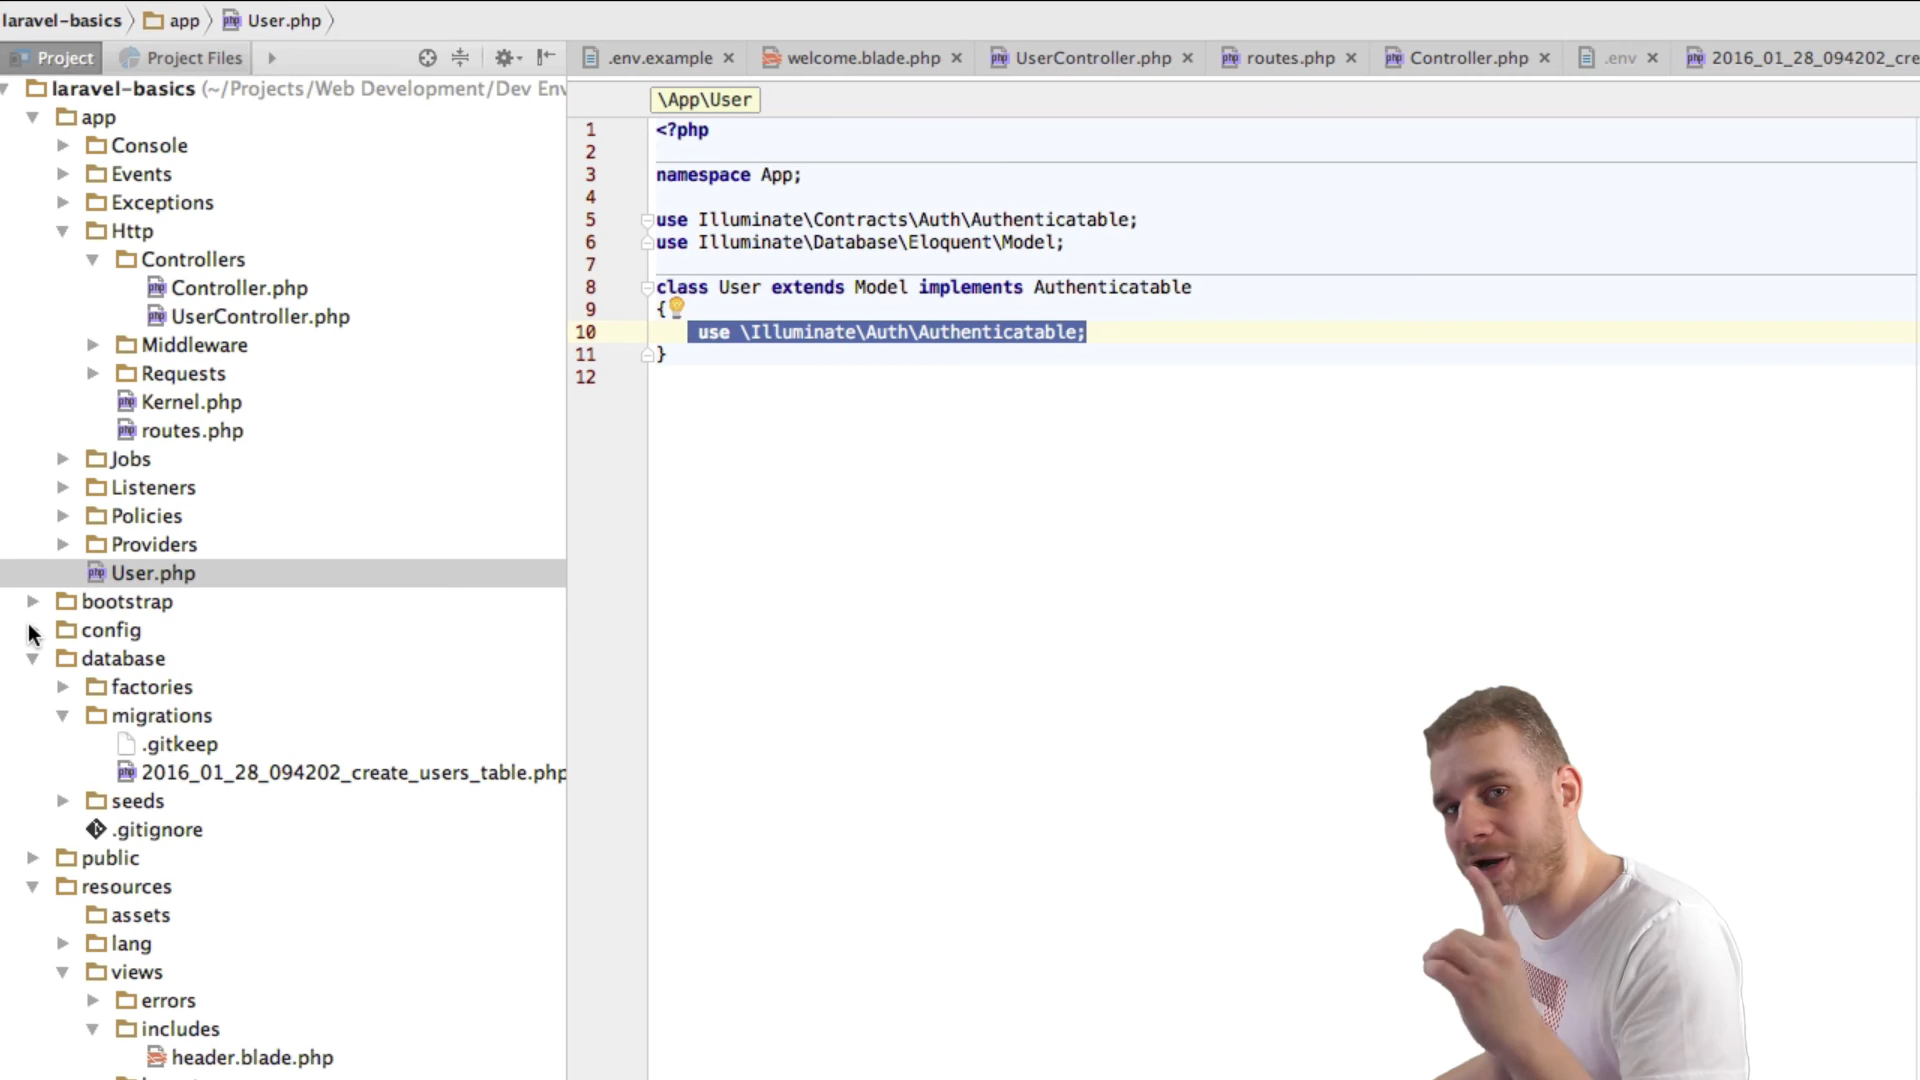 laravel-basics app User.php
Project Project Files
.env.example welcome.blade.php UserController.php routes.php Controller.php .env 2016_01_28_094202_cre
laravel-basics (~/Projects/Web Development/Dev Env
app
Console
Events
Exceptions
Http
Controllers
Controller.php
UserController.php
Middleware
Requests
Kernel.php
routes.php
Jobs
Listeners
Policies
Providers
User.php
bootstrap
config
database
factories
migrations
.gitkeep
2016_01_28_094202_create_users_table.php
seeds
.gitignore
public
resources
assets
lang
views
errors
includes
header.blade.php
\App\User
1 <?php
2
3 namespace App;
4
5 use Illuminate\Contracts\Auth\Authenticatable;
6 use Illuminate\Database\Eloquent\Model;
7
8 class User extends Model implements Authenticatable
9 {
10 use \Illuminate\Auth\Authenticatable;
11 }
12